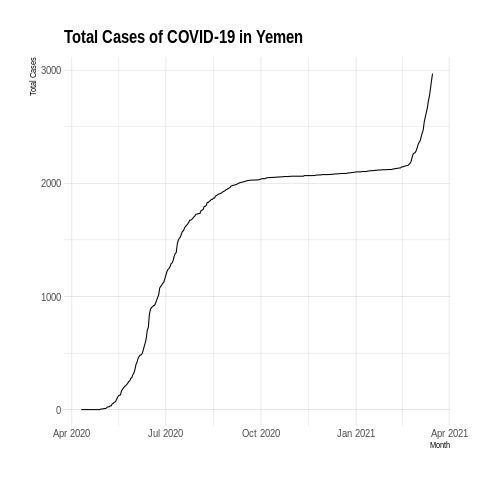 Total Cases of COVID-19 in Yemen
Total Cases
3000
2000
1000
0
Apr 2020
Jul 2020
Oct 2020
Jan 2021
Apr 2021
Month